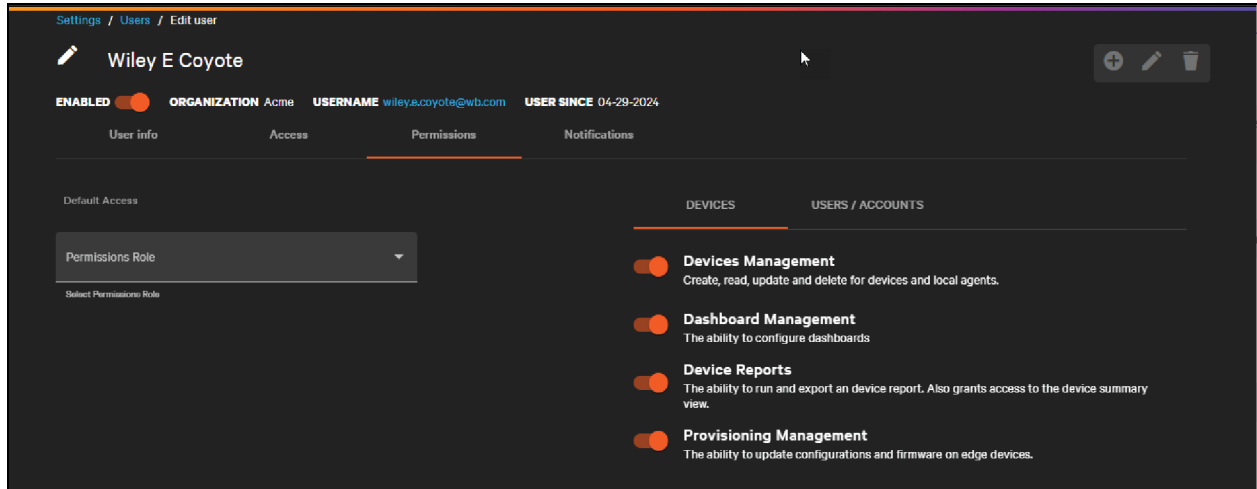 Settings / Users / Edit user
Wiley E Coyote
ENABLED ORGANIZATION Acme USERNAME wiley.e.coyote@wb.com USER SINCE 04-29-2024
User info Access Permissions Notifications
Default Access
Permissions Role
Select Permissions Role
DEVICES USERS / ACCOUNTS
Devices Management
Create, read, update and delete for devices and local agents.
Dashboard Management
The ability to configure dashboards
Device Reports
The ability to run and export an device report. Also grants access to the device summary
view.
Provisioning Management
The ability to update configurations and firmware on edge devices.